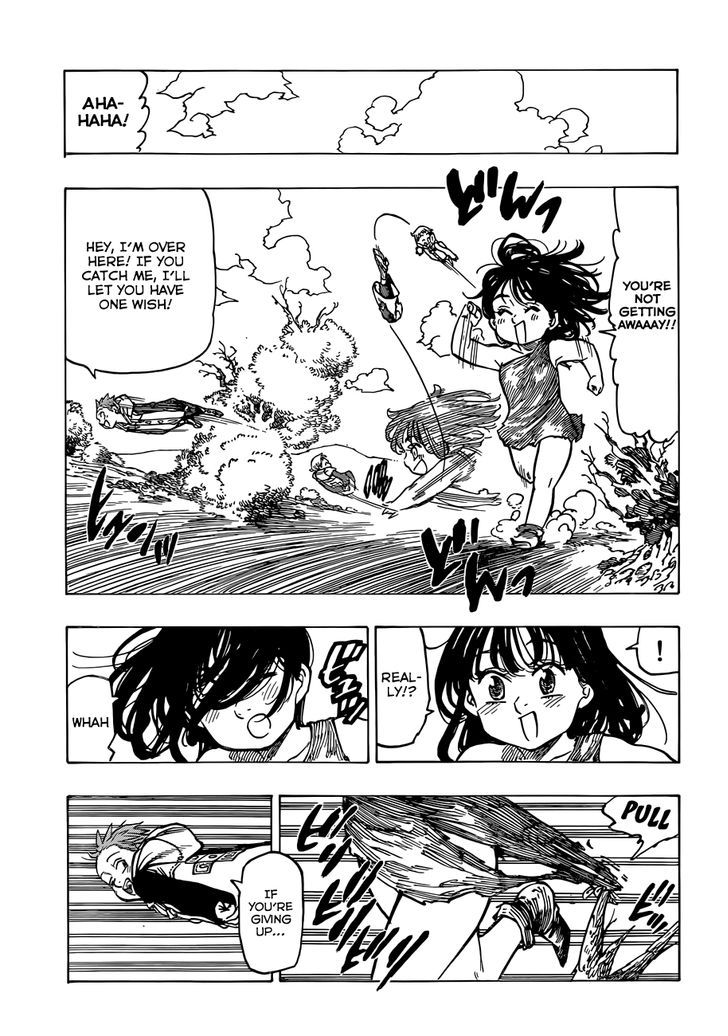 AHA-
HAHA!
YOU'RE
NOT
GETTING
AWAAAY!!
HEY, I'M OVER
HERE! IF YOU
CATCH ME, I'LL
LET YOU HAVE
ONE WISH!
!
REAL-
LY!?
WHAH
PULL
IF
YOU'RE
GIVING
UP...